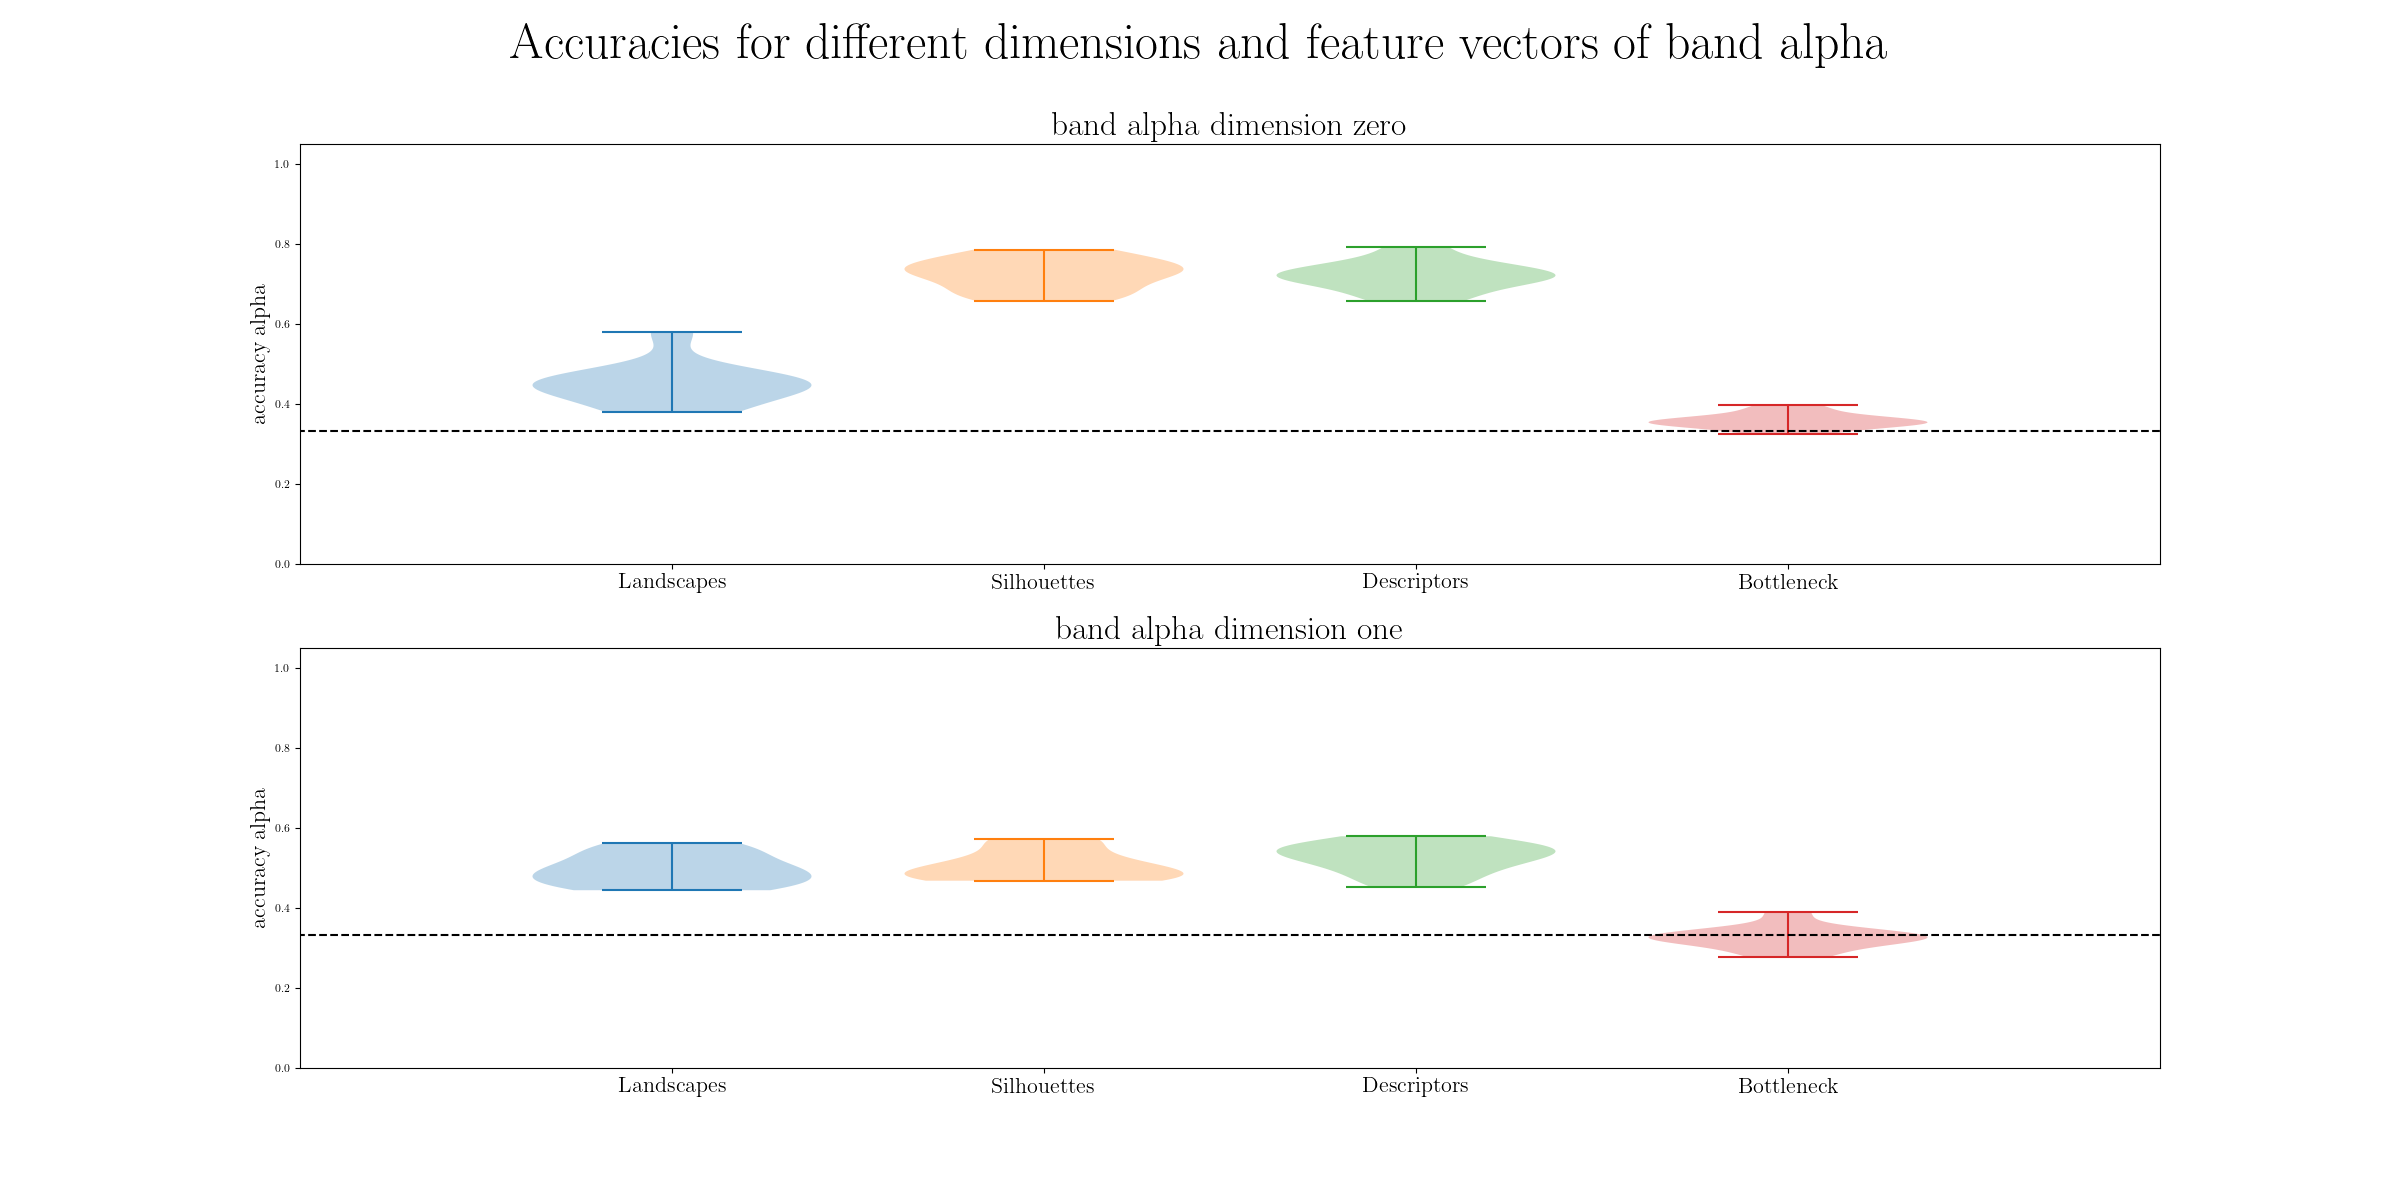 Accuracies for different dimensions and feature vectors of band alpha
band alpha dimension zero
1.0
0.8
0.6
0.4
0.2
0.0
accuracy alpha
Landscapes Silhouettes Descriptors Bottleneck
band alpha dimension one
1.0
0.8
0.6
0.4
0.2
0.0
accuracy alpha
Landscapes Silhouettes Descriptors Bottleneck